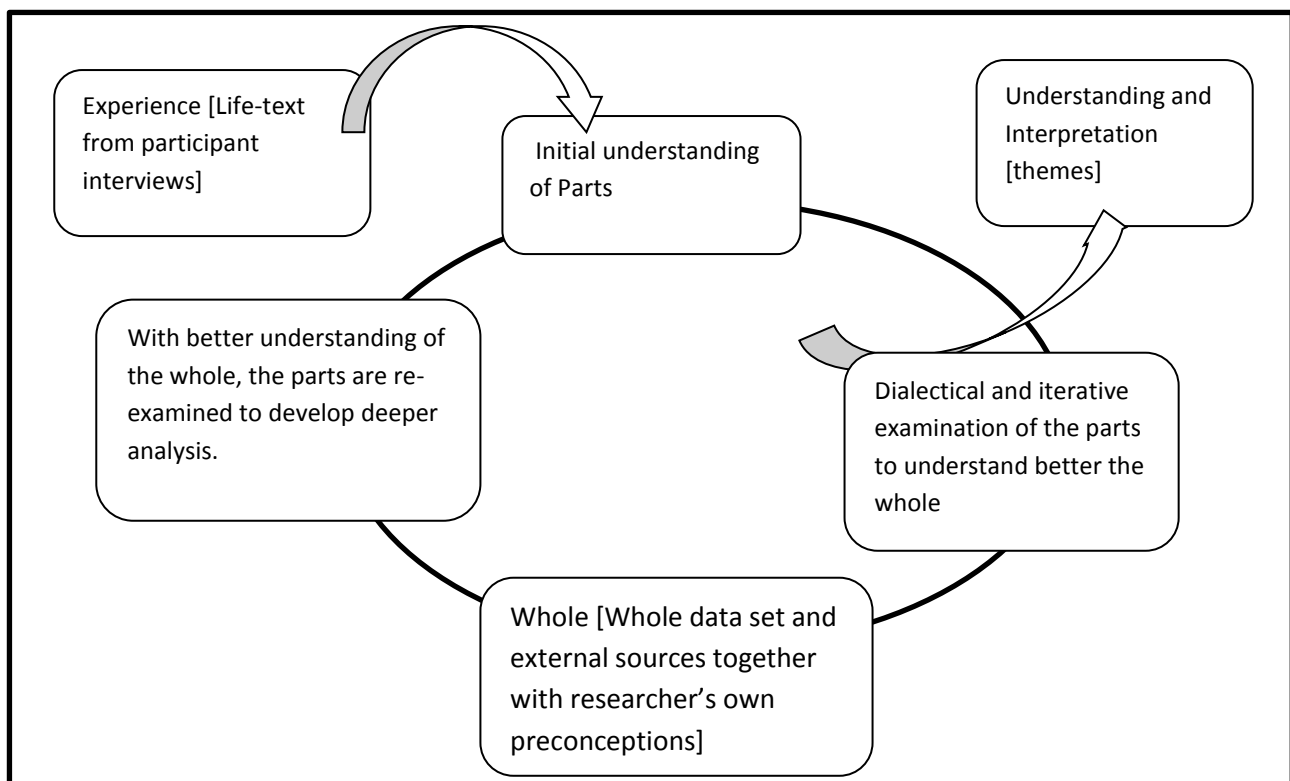 Experience [Life-text
from participant
interviews]
Initial understanding
of Parts
Understanding and
Interpretation
[themes]
With better understanding of
the whole, the parts are re-
examined to develop deeper
analysis.
Dialectical and iterative
examination of the parts
to understand better the
whole
Whole [Whole data set and
external sources together
with researcher’s own
preconceptions]